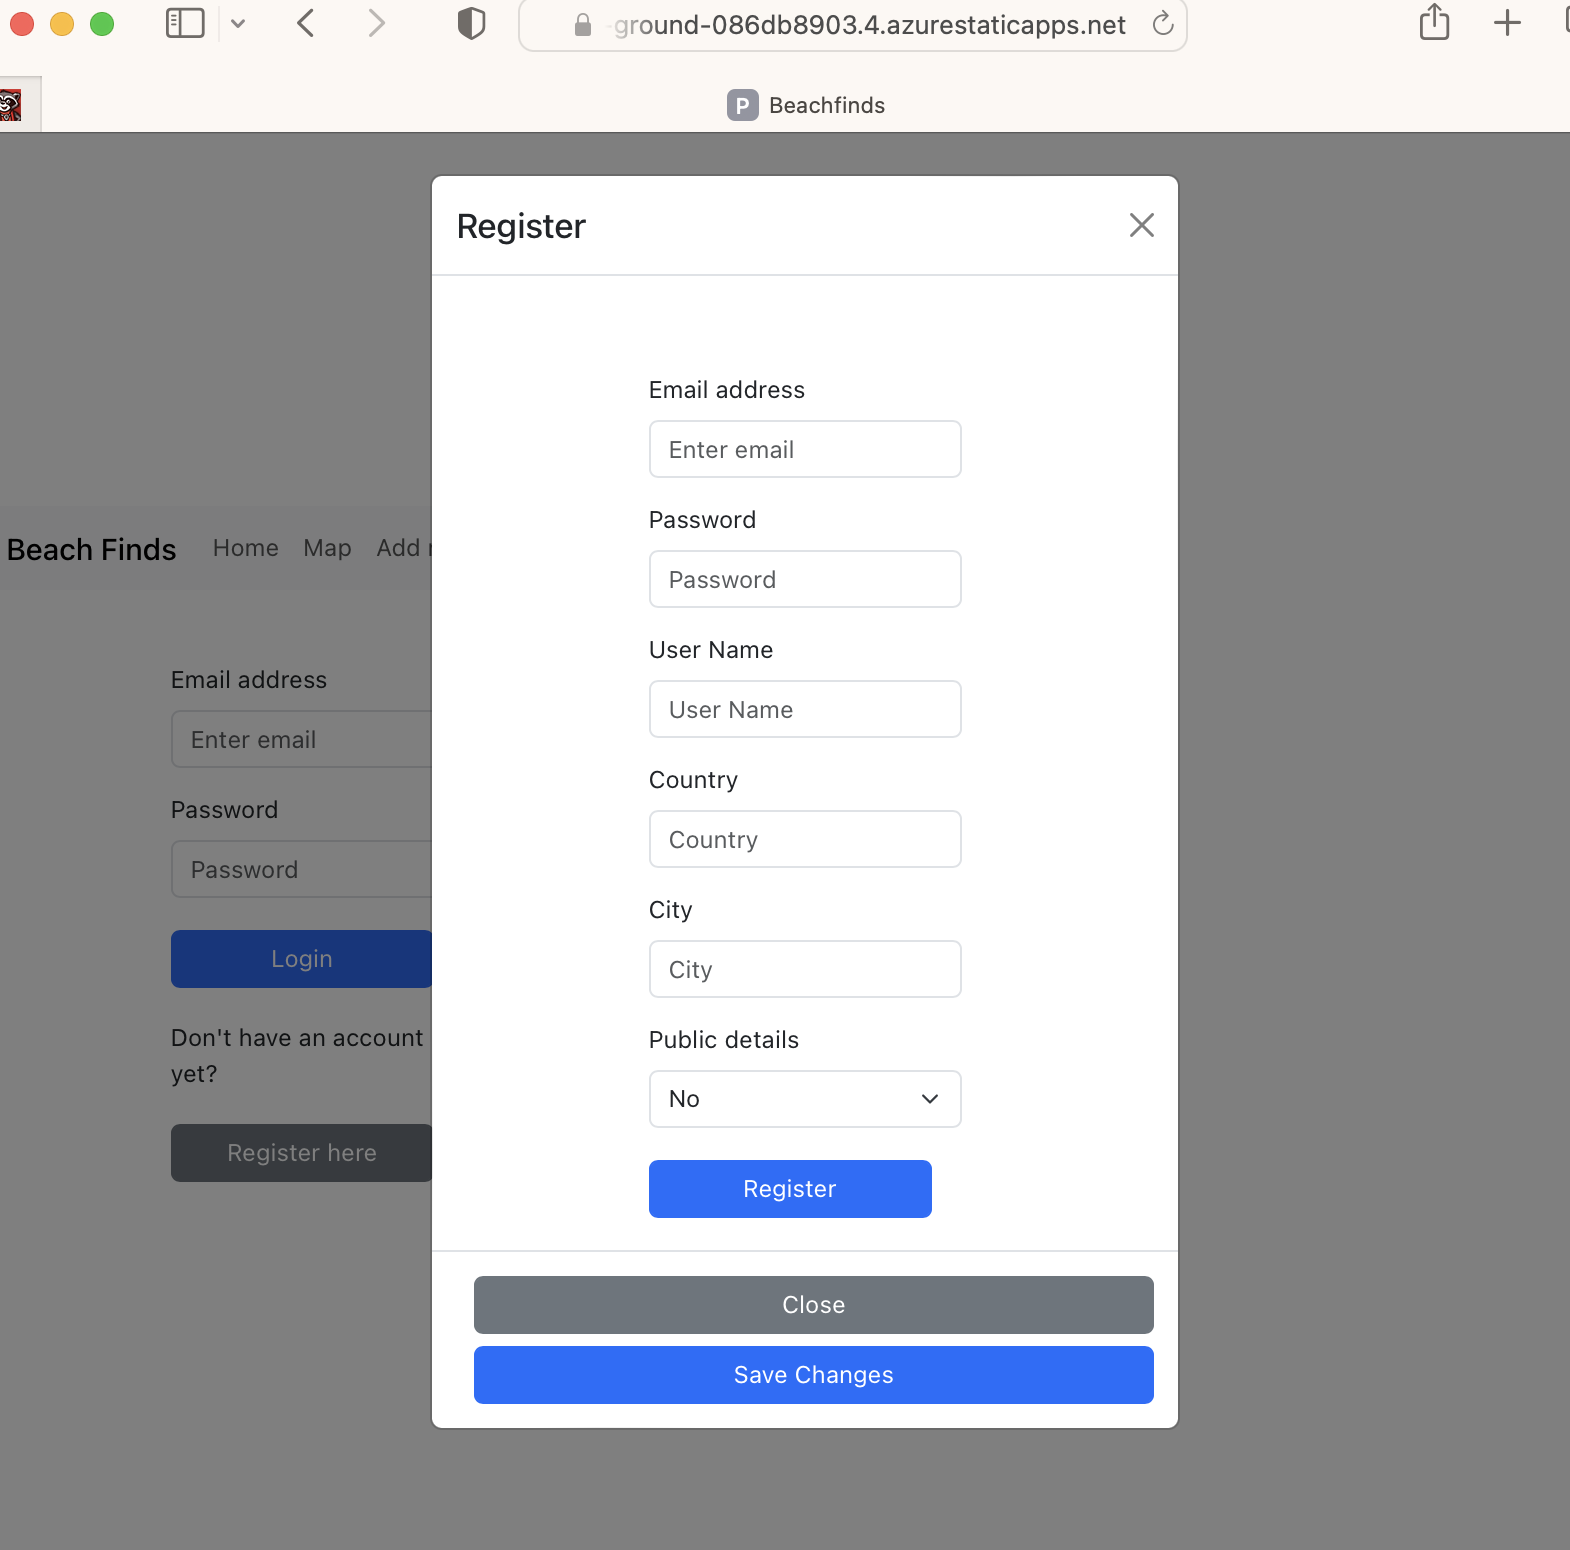 -ground-086db8903.4.azurestaticapps.net
P Beachfinds
Register
Email address
Enter email
Password
Password
User Name
User Name
Country
Country
City
City
Public details
No
Register
Close
Save Changes
Beach Finds Home Map Add
Email address
Enter email
Password
Password
Login
Don't have an account
yet?
Register here